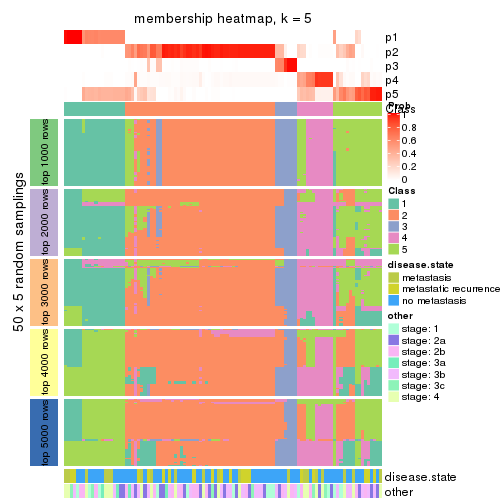 membership heatmap, k = 5
p1
p2
p3
p4
p5
Class
Prob
0.8
0.6
0.4
0.2
0
Class
1
2
3
4
5
disease.state
metastasis
metastatic recurrence
no metastasis
other
stage: 1
stage: 2a
stage: 2b
stage: 3a
stage: 3b
stage: 3c
stage: 4
50 x 5 random samplings
top 1000 rows
top 2000 rows
top 3000 rows
top 4000 rows
top 5000 rows
disease.state
other